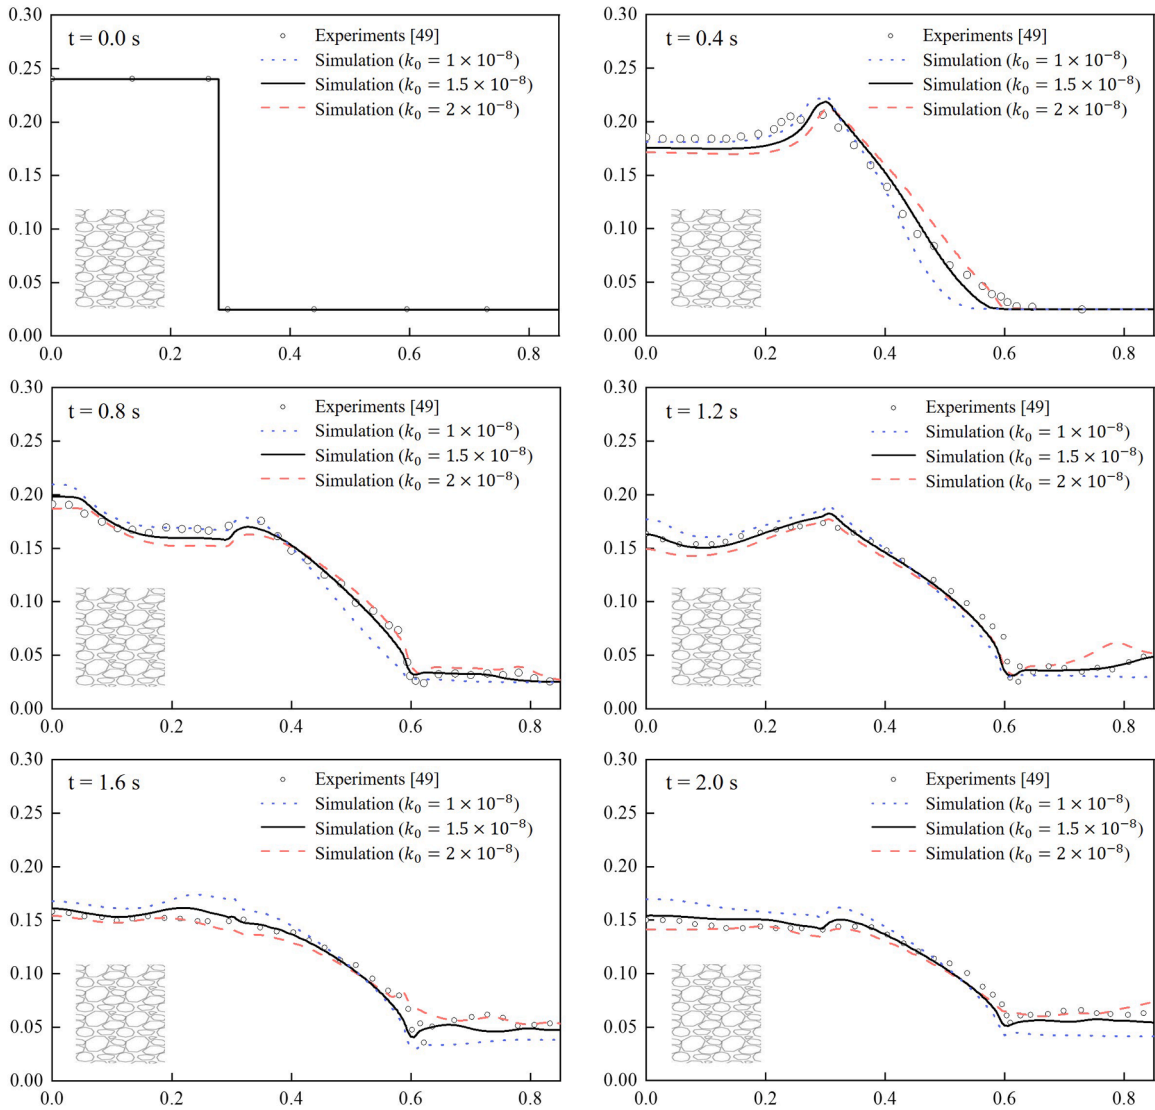 0.30
0.25
0.20
0.15
0.10
0.05
0.00
t = 0.0 s
Experiments [49]
Simulation (k₀ = 1 × 10⁻⁸)
Simulation (k₀ = 1.5 × 10⁻⁸)
Simulation (k₀ = 2 × 10⁻⁸)
0.0 0.2 0.4 0.6 0.8
0.30
0.25
0.20
0.15
0.10
0.05
0.00
t = 0.4 s
Experiments [49]
Simulation (k₀ = 1 × 10⁻⁸)
Simulation (k₀ = 1.5 × 10⁻⁸)
Simulation (k₀ = 2 × 10⁻⁸)
0.0 0.2 0.4 0.6 0.8
0.30
0.25
0.20
0.15
0.10
0.05
0.00
t = 0.8 s
Experiments [49]
Simulation (k₀ = 1 × 10⁻⁸)
Simulation (k₀ = 1.5 × 10⁻⁸)
Simulation (k₀ = 2 × 10⁻⁸)
0.0 0.2 0.4 0.6 0.8
0.30
0.25
0.20
0.15
0.10
0.05
0.00
t = 1.2 s
Experiments [49]
Simulation (k₀ = 1 × 10⁻⁸)
Simulation (k₀ = 1.5 × 10⁻⁸)
Simulation (k₀ = 2 × 10⁻⁸)
0.0 0.2 0.4 0.6 0.8
0.30
0.25
0.20
0.15
0.10
0.05
0.00
t = 1.6 s
Experiments [49]
Simulation (k₀ = 1 × 10⁻⁸)
Simulation (k₀ = 1.5 × 10⁻⁸)
Simulation (k₀ = 2 × 10⁻⁸)
0.0 0.2 0.4 0.6 0.8
0.30
0.25
0.20
0.15
0.10
0.05
0.00
t = 2.0 s
Experiments [49]
Simulation (k₀ = 1 × 10⁻⁸)
Simulation (k₀ = 1.5 × 10⁻⁸)
Simulation (k₀ = 2 × 10⁻⁸)
0.0 0.2 0.4 0.6 0.8